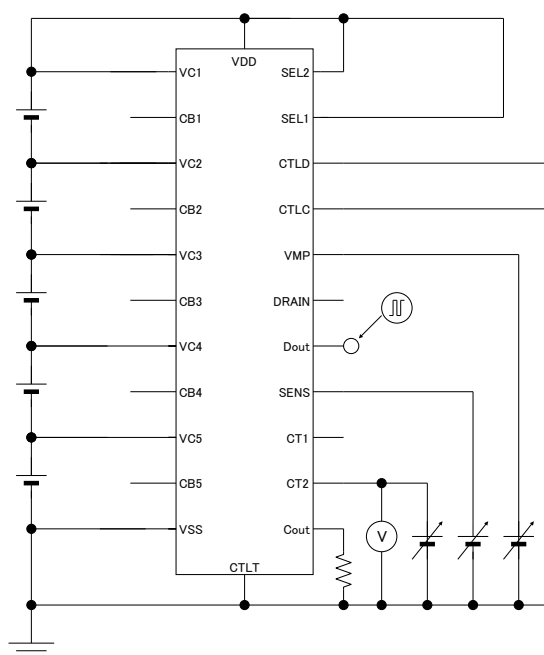 VDD
VC1
SEL2
CB1
SEL1
VC2
CTLD
CB2
CTLC
VC3
VMP
CB3
DRAIN
VC4
Dout
CB4
SENS
VC5
CT1
CB5
CT2
VSS
Cout
V
CTLT